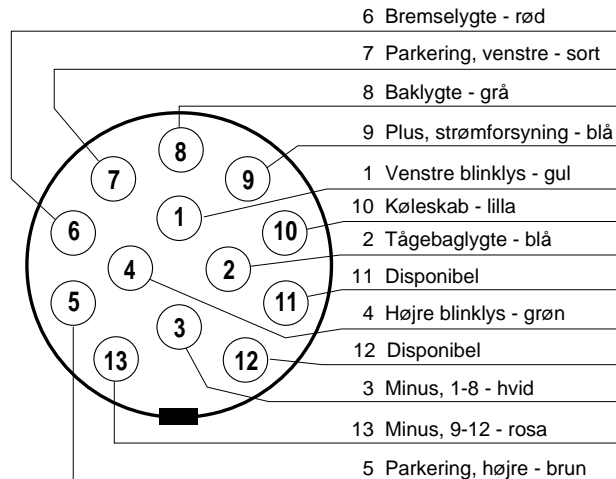 6 Bremselygte - rød
7 Parkering, venstre - sort
8 Baklygte - grå
9 Plus, strømforsyning - blå
1 Venstre blinklys - gul
10 Køleskab - lilla
2 Tågebaglygte - blå
11 Disponibel
4 Højre blinklys - grøn
12 Disponibel
3 Minus, 1-8 - hvid
13 Minus, 9-12 - rosa
5 Parkering, højre - brun
8
7
9
1
6
10
4
2
5
11
3
13
12